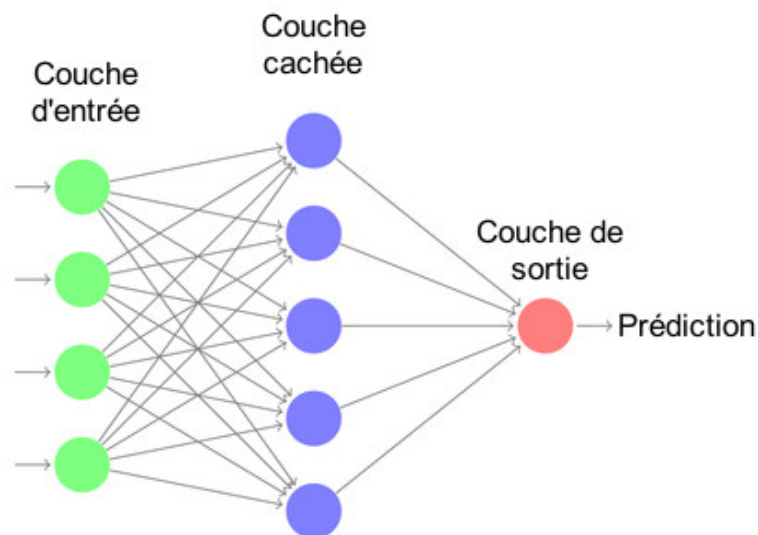 Couche
cachée
Couche
d'entrée
Couche de
sortie
Prédiction